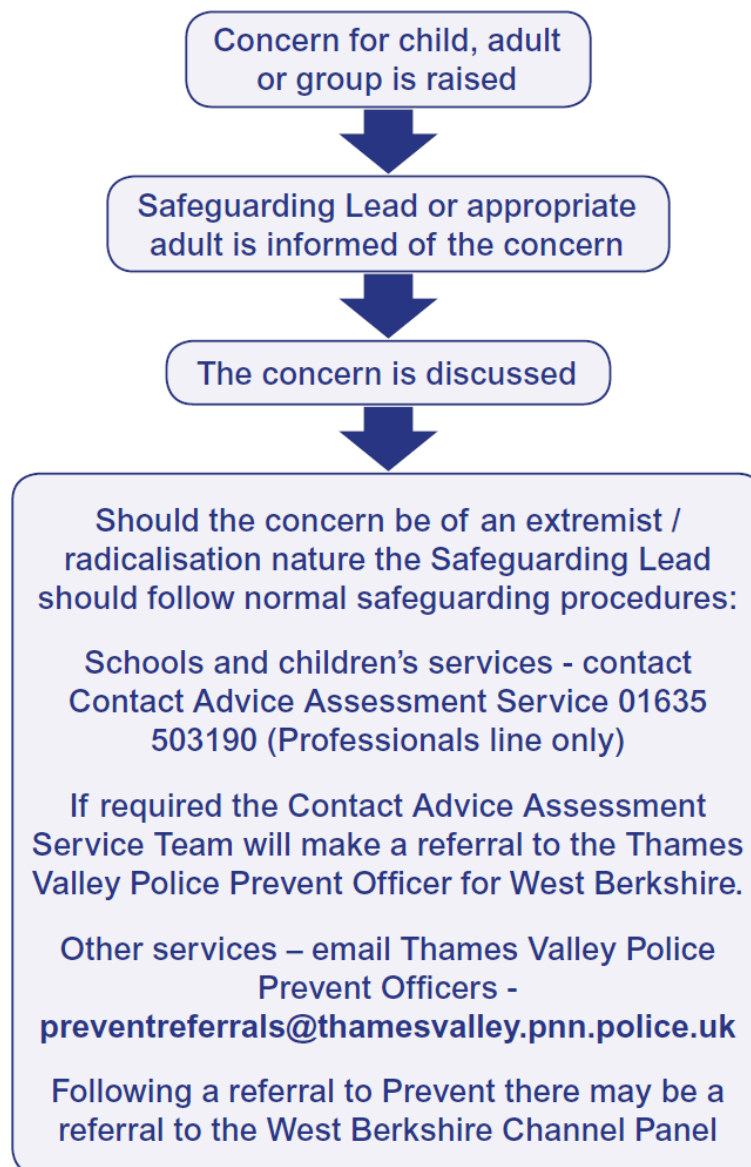 Concern for child, adult
or group is raised
Safeguarding Lead or appropriate
adult is informed of the concern
The concern is discussed
Should the concern be of an extremist /
radicalisation nature the Safeguarding Lead
should follow normal safeguarding procedures:
Schools and children’s services - contact
Contact Advice Assessment Service 01635
503190 (Professionals line only)
If required the Contact Advice Assessment
Service Team will make a referral to the Thames
Valley Police Prevent Officer for West Berkshire.
Other services – email Thames Valley Police
Prevent Officers -
preventreferrals@thamesvalley.pnn.police.uk
Following a referral to Prevent there may be a
referral to the West Berkshire Channel Panel